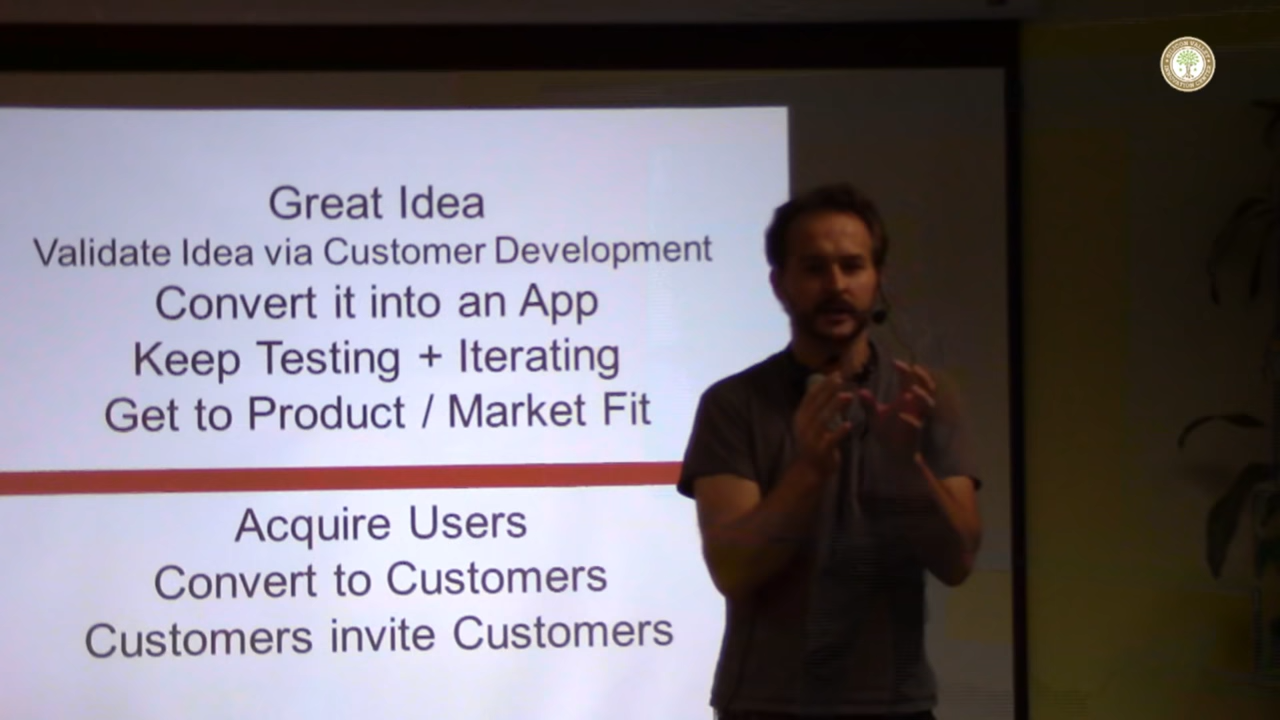 Great Idea
Validate Idea via Customer Development
Convert it into an App
Keep Testing + Iterating
Get to Product / Market Fit
Acquire Users
Convert to Customers
Customers invite Customers